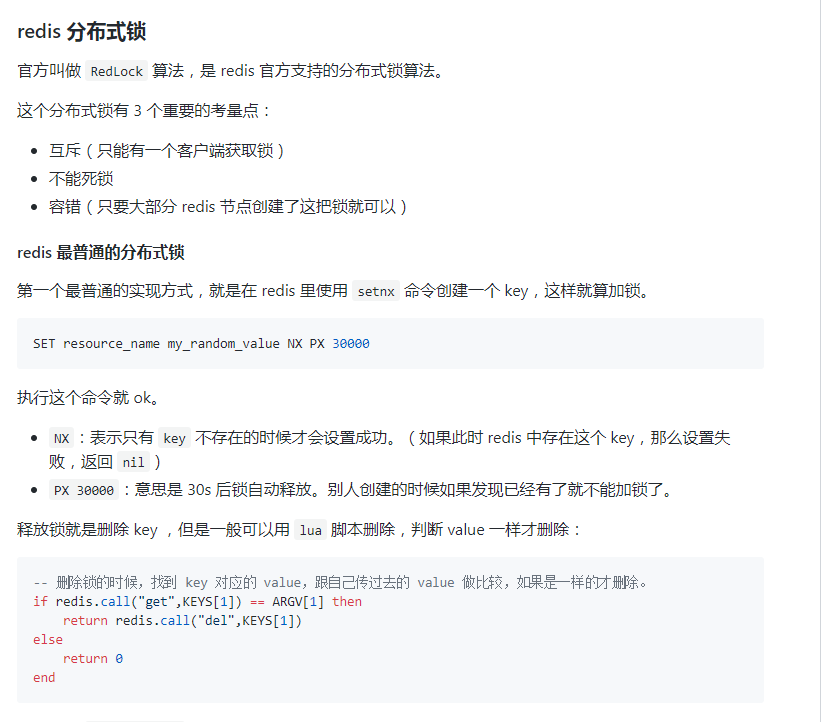 redis 分布式锁
官方叫做 RedLock 算法，是 redis 官方支持的分布式锁算法。
这个分布式锁有 3 个重要的考量点：
互斥（只能有一个客户端获取锁）
不能死锁
容错（只要大部分 redis 节点创建了这把锁就可以）
redis 最普通的分布式锁
第一个最普通的实现方式，就是在 redis 里使用 setnx 命令创建一个 key，这样就算加锁。
SET resource_name my_random_value NX PX 30000
执行这个命令就 ok。
NX：表示只有 key 不存在的时候才会设置成功。（如果此时 redis 中存在这个 key，那么设置失
败，返回 nil）
PX 30000：意思是 30s 后锁自动释放。别人创建的时候如果发现已经有了就不能加锁了。
释放锁就是删除 key ，但是一般可以用 lua 脚本删除，判断 value 一样才删除：
-- 删除锁的时候，找到 key 对应的 value，跟自己传过去的 value 做比较，如果是一样的才删除。
if redis.call("get",KEYS[1]) == ARGV[1] then
    return redis.call("del",KEYS[1])
else
    return 0
end